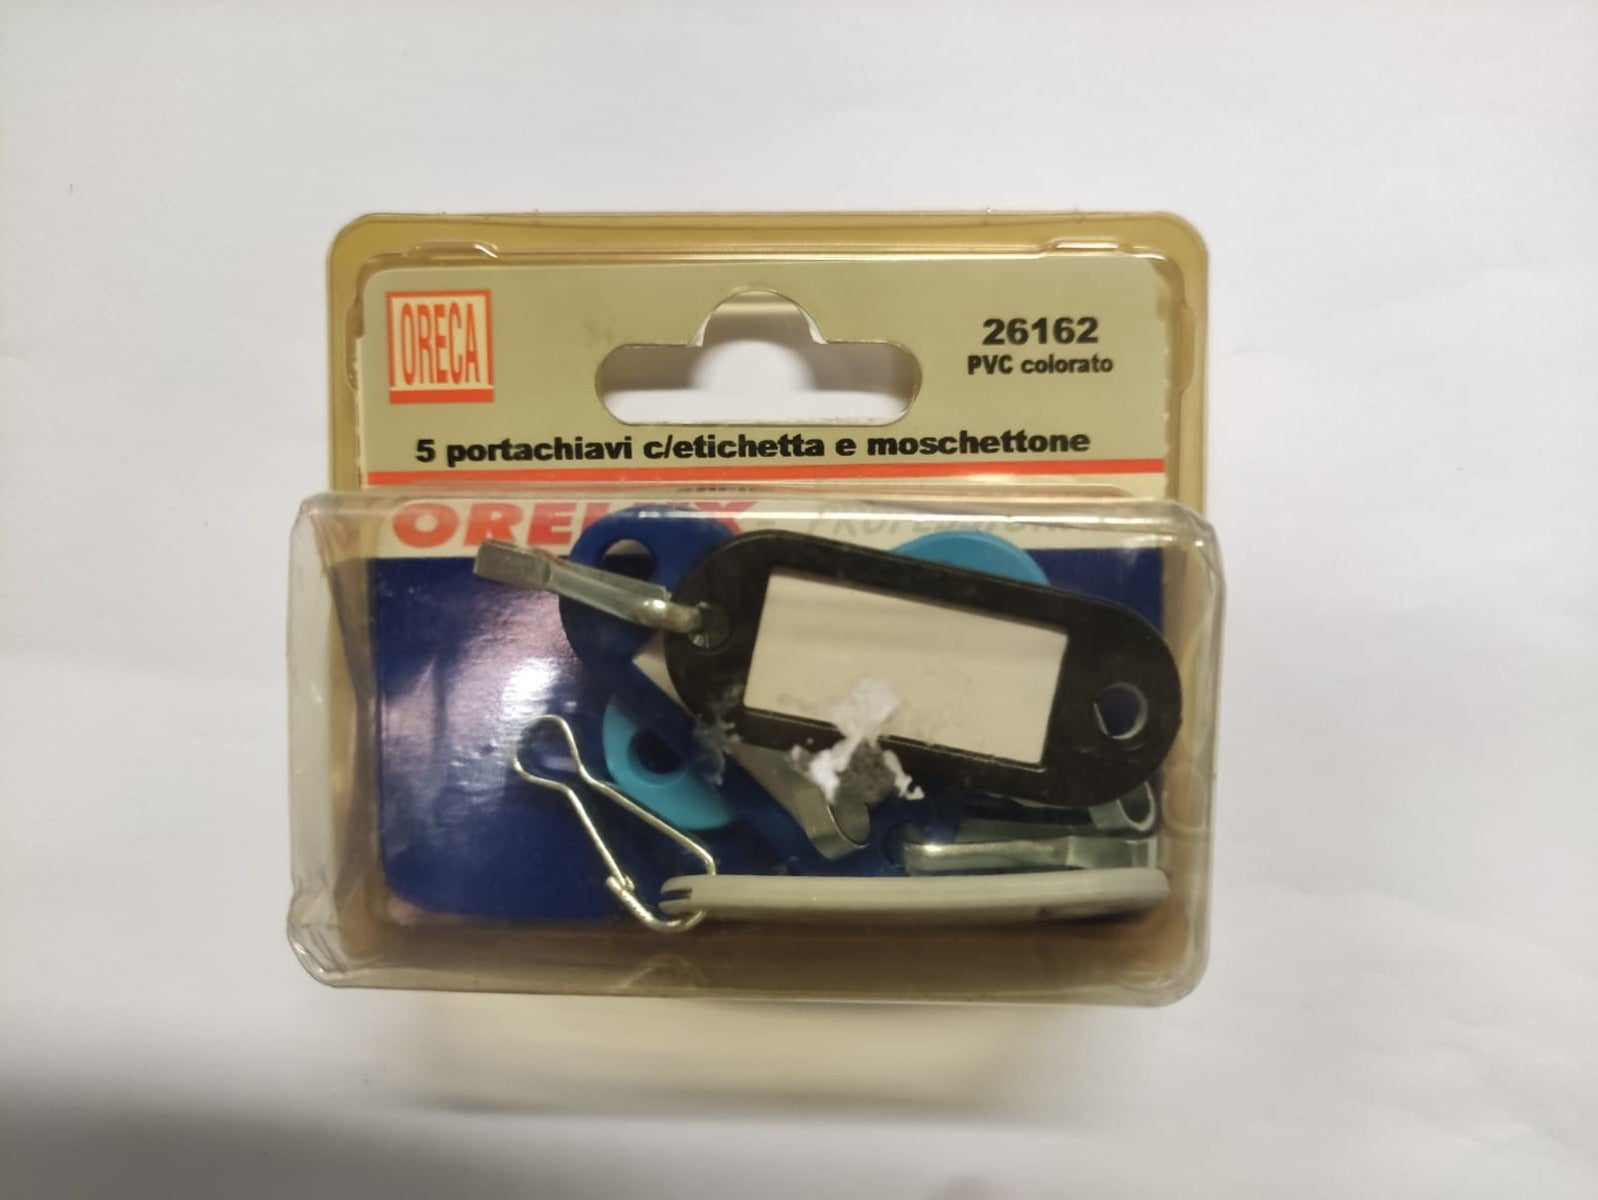 ORECA
26162
PVC colorato
5 portachiavi c/etichetta e moschettone